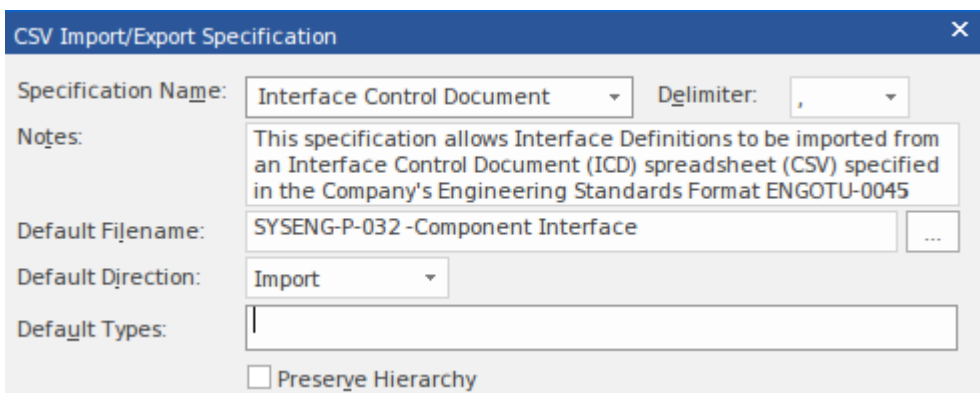 CSV Import/Export Specification
Specification Name: Interface Control Document Delimiter: ,
Notes: This specification allows Interface Definitions to be imported from
an Interface Control Document (ICD) spreadsheet (CSV) specified
in the Company's Engineering Standards Format ENGOTU-0045
Default Filename: SYSENG-P-032 -Component Interface ...
Default Direction: Import
Default Types:
Preserve Hierarchy